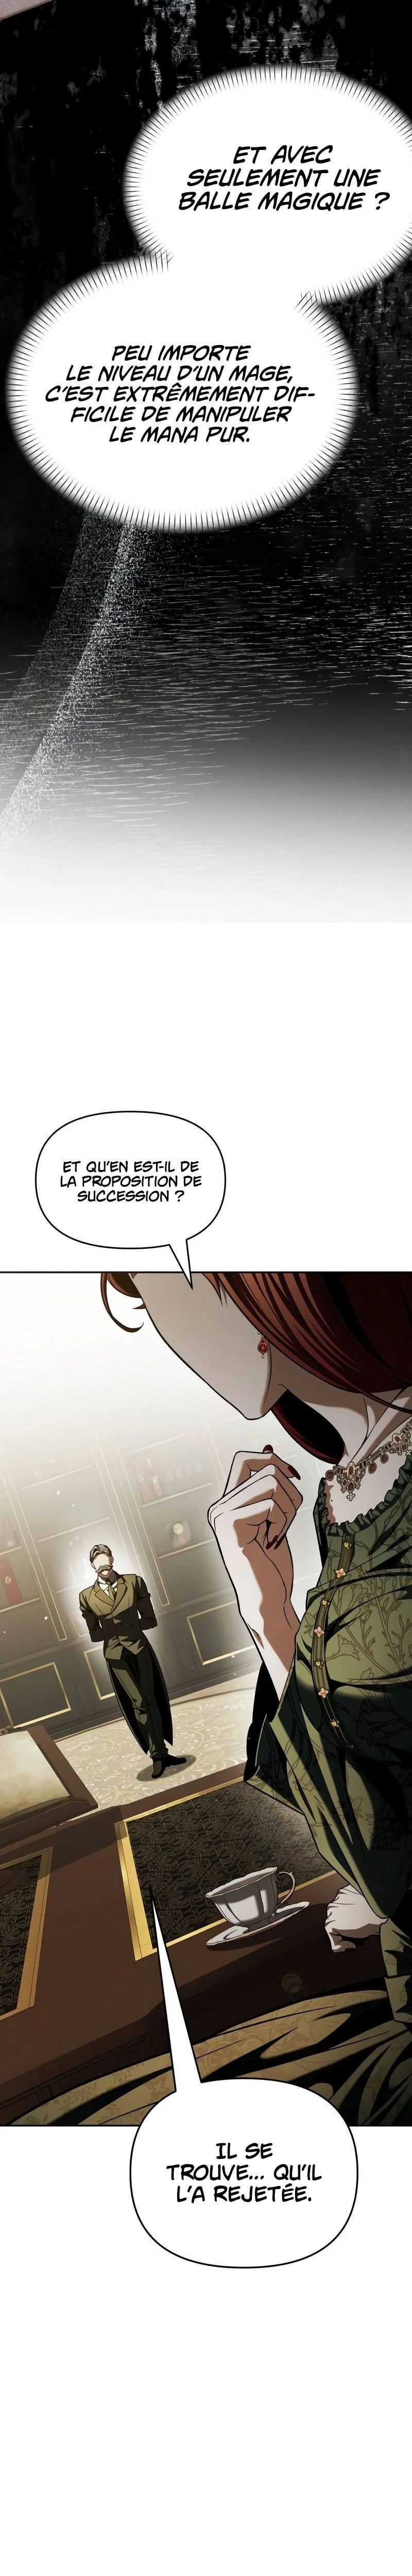 ET AVEC
SEULEMENT UNE
BALLE MAGIQUE ?
PEU IMPORTE
LE NIVEAU D'UN MAGE,
C'EST EXTRÊMEMENT DIF-
FICILE DE MANIPULER
LE MANA PUR.
ET QU'EN EST-IL DE
LA PROPOSITION DE
SUCCESSION ?
IL SE
TROUVE... QU'IL
L'A REJETÉE.